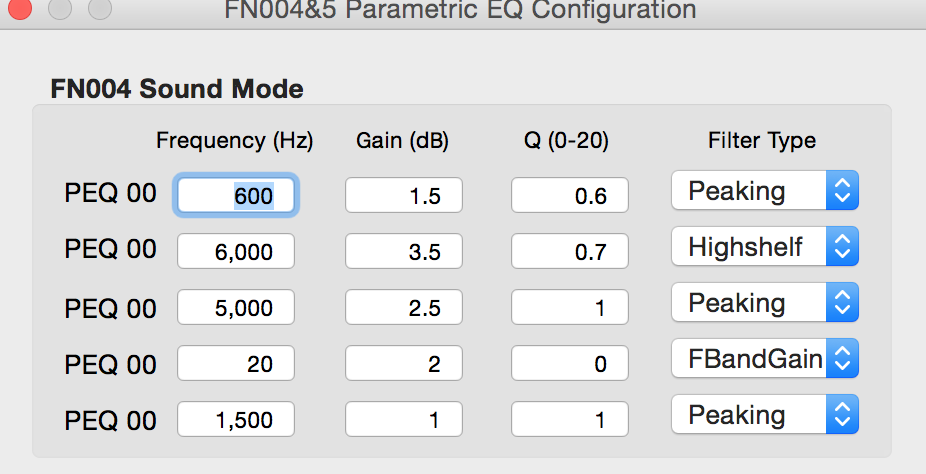 FN004&5 Parametric EQ Configuration
FN004 Sound Mode
Frequency (Hz) Gain (dB) Q (0-20) Filter Type
PEQ 00 600 1.5 0.6 Peaking
PEQ 00 6,000 3.5 0.7 Highshelf
PEQ 00 5,000 2.5 1 Peaking
PEQ 00 20 2 0 FBandGain
PEQ 00 1,500 1 1 Peaking